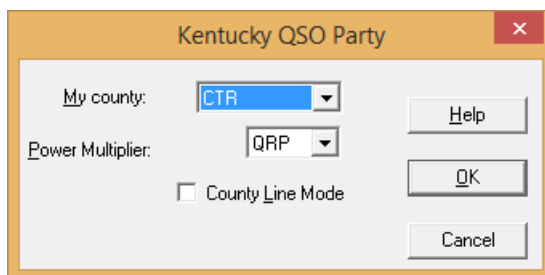 Kentucky QSO Party
My county: CTR
Help
Power Multiplier: QRP
OK
County Line Mode
Cancel